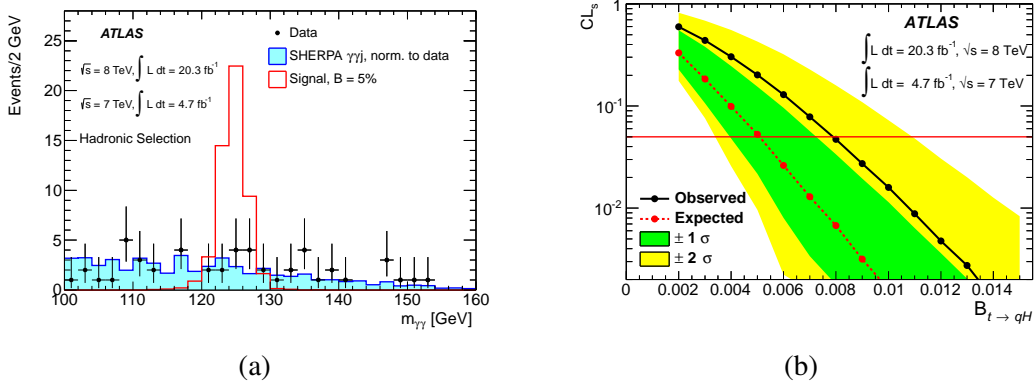 ATLAS
√s = 8 TeV, ∫ L dt = 20.3 fb⁻¹
√s = 7 TeV, ∫ L dt = 4.7 fb⁻¹
Hadronic Selection
Data
SHERPA γγj, norm. to data
Signal, B = 5%
Events/2 GeV
25
20
15
10
5
0
100 110 120 130 140 150 160
m_γγ [GeV]
(a)
CL_s
1
10⁻¹
10⁻²
ATLAS
∫ L dt = 20.3 fb⁻¹, √s = 8 TeV
∫ L dt = 4.7 fb⁻¹, √s = 7 TeV
Observed
Expected
± 1 σ
± 2 σ
0 0.002 0.004 0.006 0.008 0.01 0.012 0.014
B_t → qH
(b)